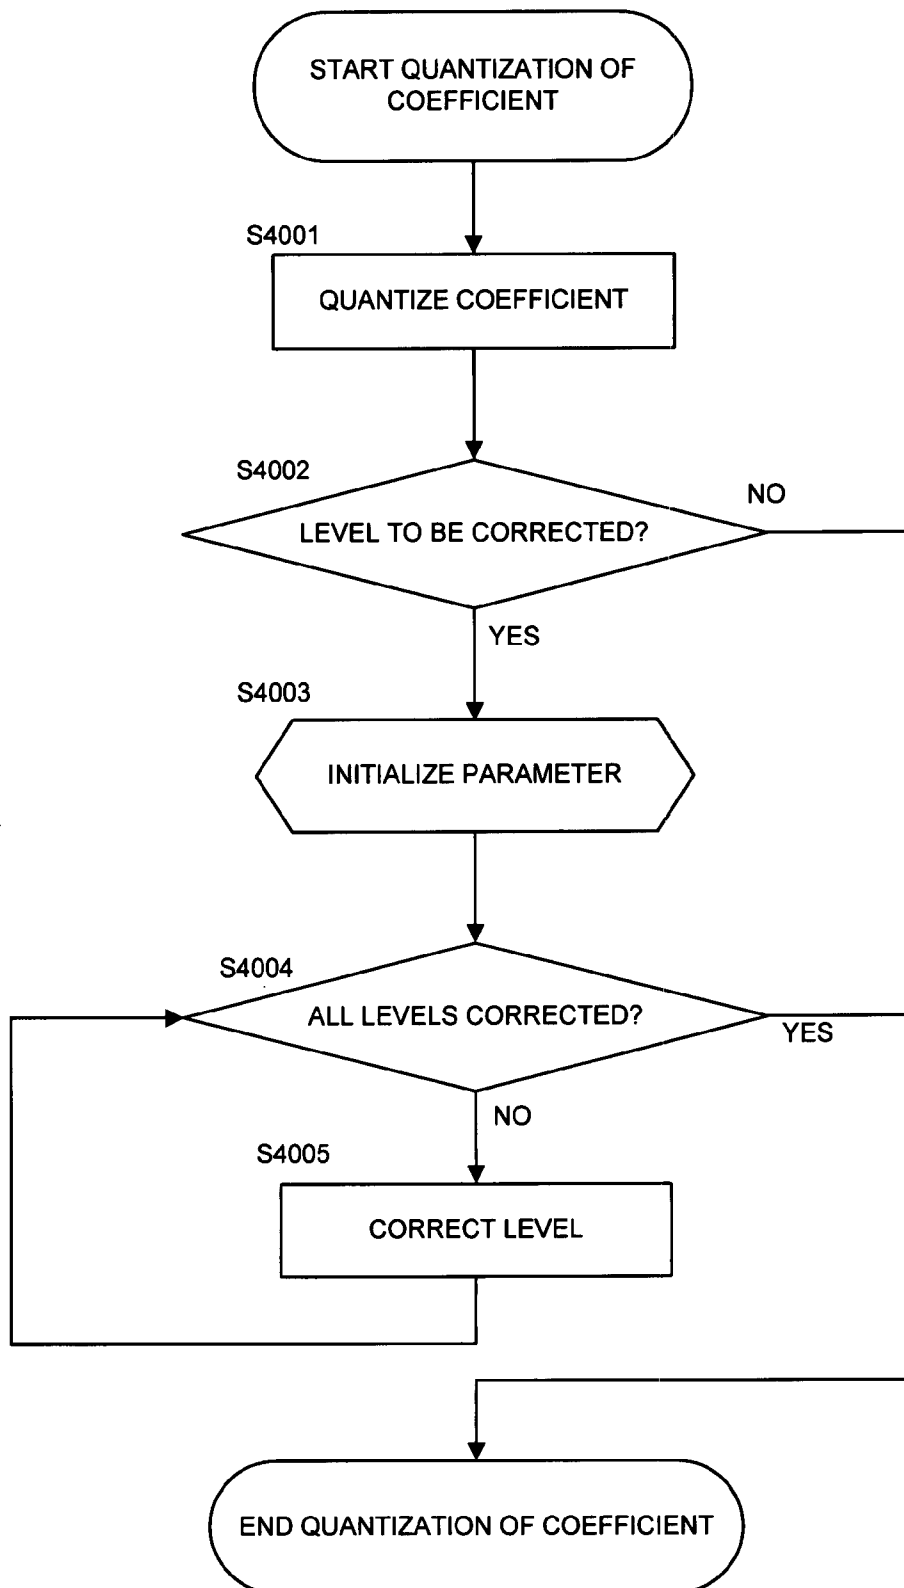 START QUANTIZATION OF
COEFFICIENT
S4001
QUANTIZE COEFFICIENT
S4002
NO
LEVEL TO BE CORRECTED?
YES
S4003
INITIALIZE PARAMETER
S4004
ALL LEVELS CORRECTED?
YES
NO
S4005
CORRECT LEVEL
END QUANTIZATION OF COEFFICIENT